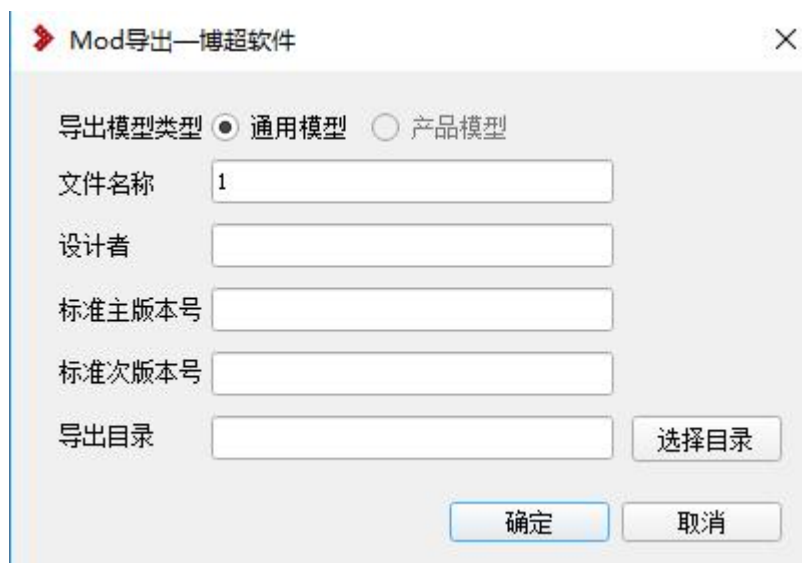 Mod导出—博超软件
导出模型类型 通用模型 产品模型
文件名称 1
设计者
标准主版本号
标准次版本号
导出目录 选择目录
确定 取消